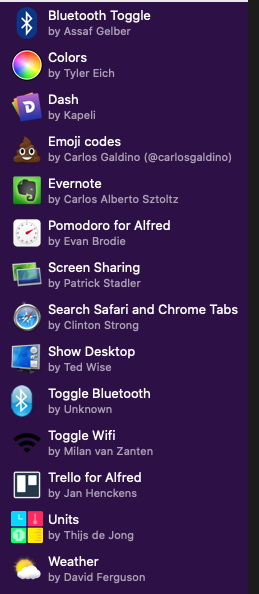 Bluetooth Toggle
by Assaf Gelber
Colors
by Tyler Eich
Dash
by Kapeli
Emoji codes
by Carlos Galdino (@carlosgaldino)
Evernote
by Carlos Alberto Sztoltz
Pomodoro for Alfred
by Evan Brodie
Screen Sharing
by Patrick Stadler
Search Safari and Chrome Tabs
by Clinton Strong
Show Desktop
by Ted Wise
Toggle Bluetooth
by Unknown
Toggle Wifi
by Milan van Zanten
Trello for Alfred
by Jan Henckens
Units
by Thijs de Jong
Weather
by David Ferguson